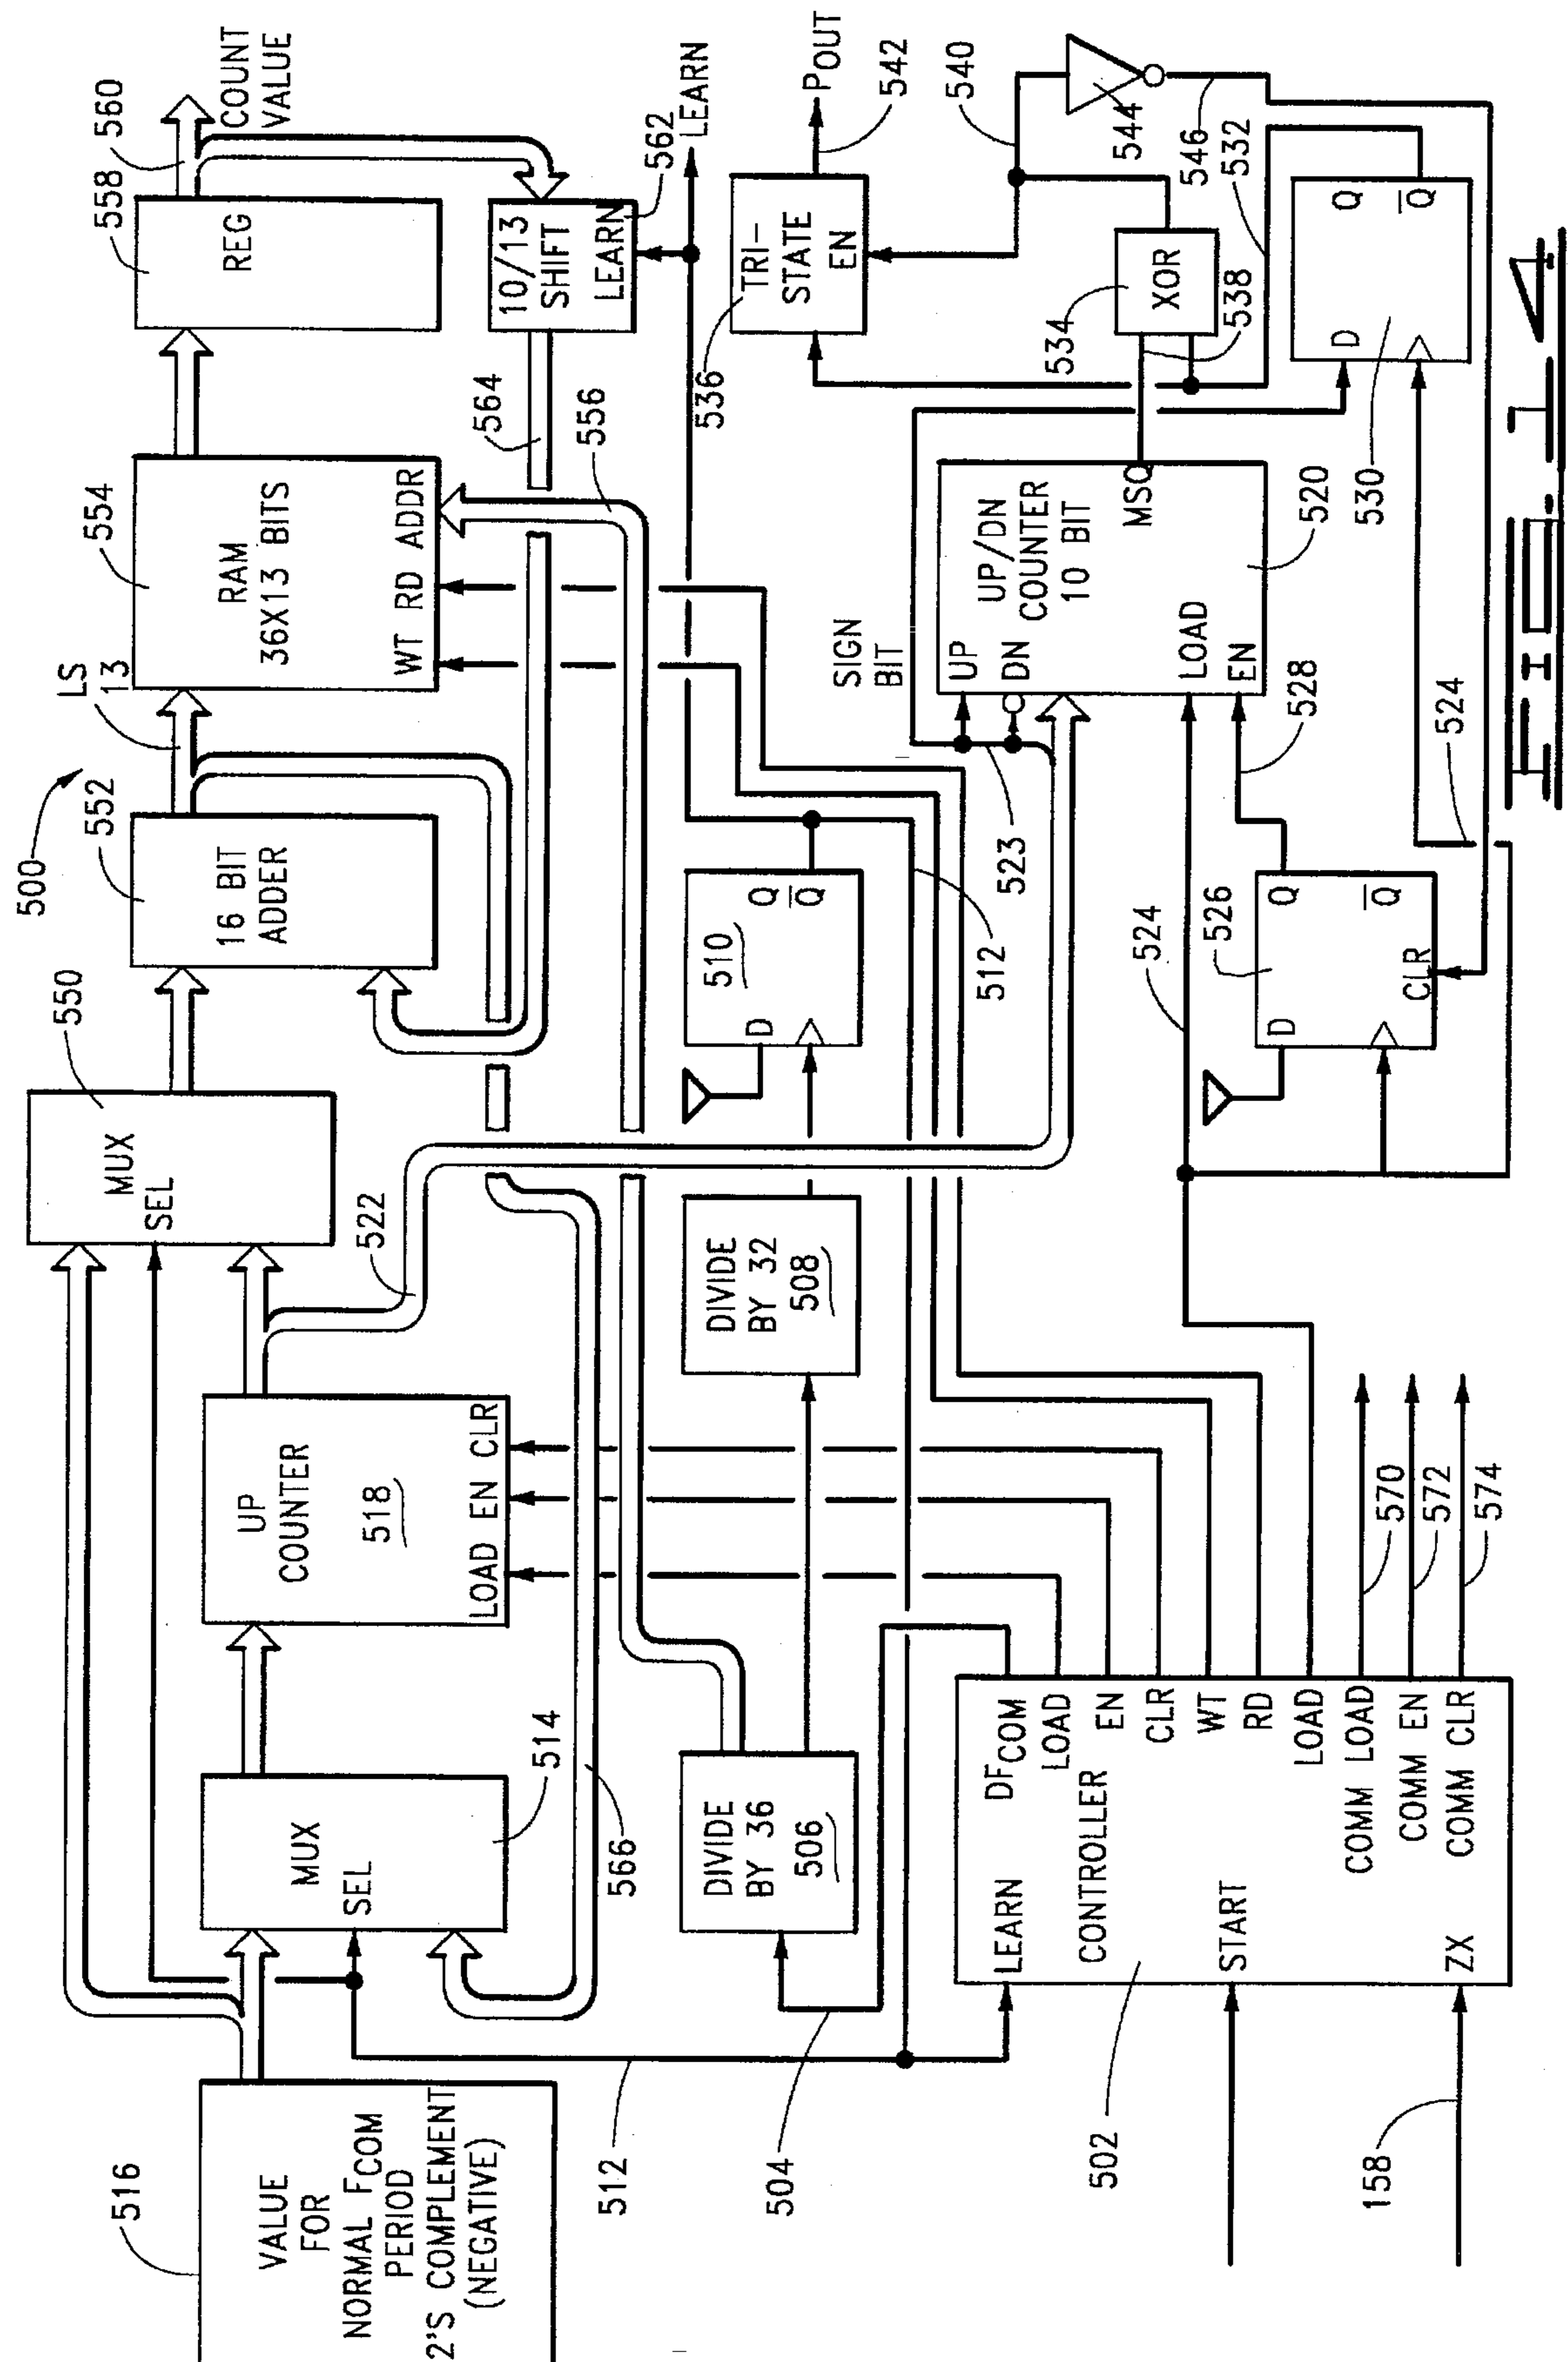 500
516
VALUE
FOR
NORMAL FCOM
PERIOD
2'S COMPLEMENT
(NEGATIVE)
MUX
SEL
514
UP
COUNTER
518
LOAD EN CLR
522
MUX
SEL
550
16 BIT
ADDER
552
LS
13
RAM
36X13 BITS
WT RD ADDR
554
REG
558
560
COUNT
VALUE
10/13
SHIFT
LEARN
562
LEARN
564
556
566
512
504
DIVIDE
BY 36
506
DIVIDE
BY 32
508
510
D
Q
Q
512
523
SIGN
BIT
UP
DN
UP/DN
COUNTER
10 BIT
MSQ
LOAD
EN
520
524
528
526
D
Q
Q
CLR
524
530
D
Q
Q
532
534
XOR
538
536
TRI-
STATE
EN
POUT
542
540
544
546
LEARN
CONTROLLER
START
ZX
DFCOM
LOAD
EN
CLR
WT
RD
LOAD
COMM LOAD
COMM EN
COMM CLR
570
572
574
502
158
FIG_4